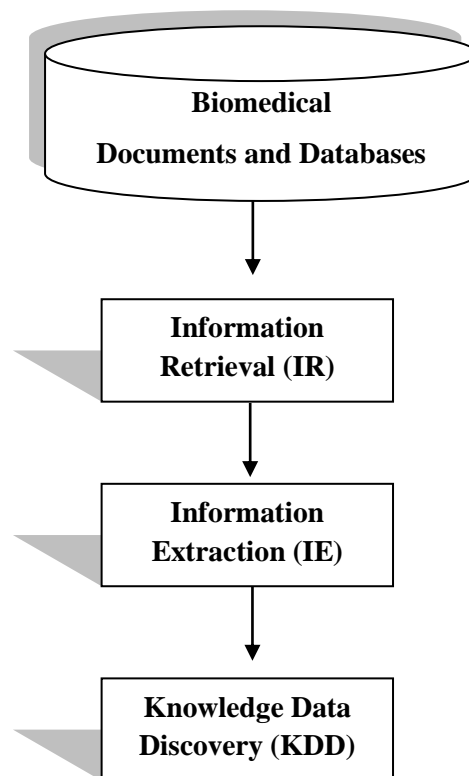 Biomedical
Documents and Databases
Information
Retrieval (IR)
Information
Extraction (IE)
Knowledge Data
Discovery (KDD)